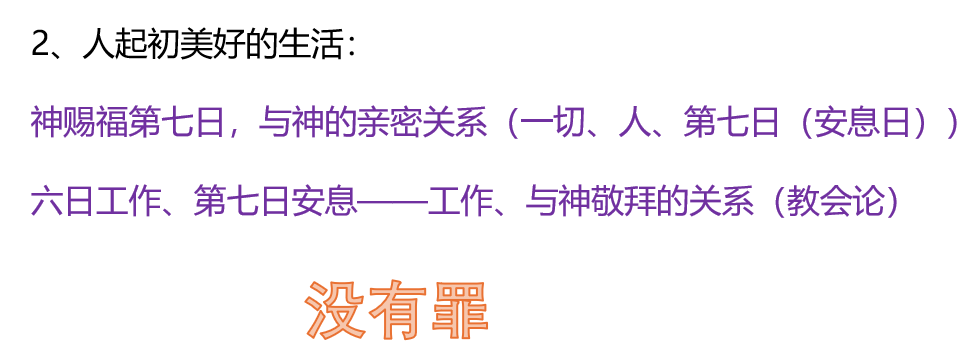 2、人起初美好的生活：
神赐福第七日，与神的亲密关系（一切、人、第七日（安息日））
六日工作、第七日安息——工作、与神敬拜的关系（教会论）
没有罪